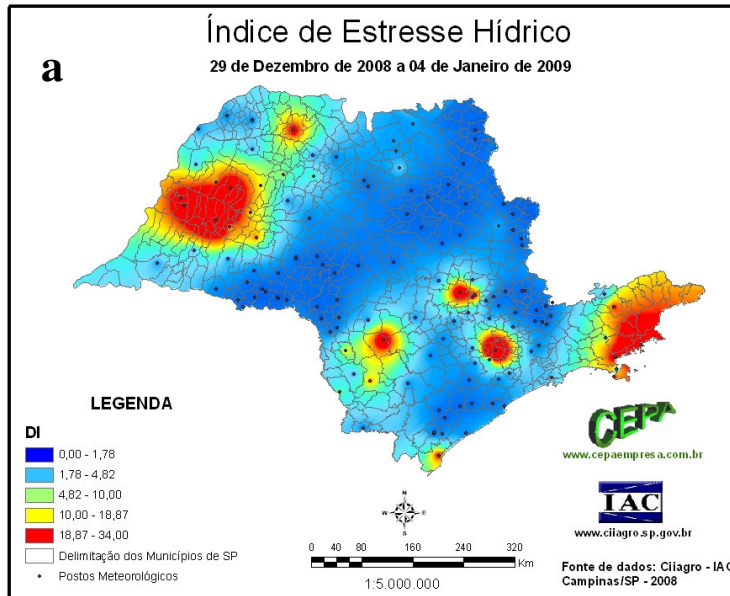 Índice de Estresse Hídrico
a
29 de Dezembro de 2008 a 04 de Janeiro de 2009
LEGENDA
DI
0,00 - 1,78
1,78 - 4,82
4,82 - 10,00
10,00 - 18,87
18,87 - 34,00
Delimitação dos Municípios de SP
Postos Meteorológicos
N
W E
S
0 40 80 160 240 320
Km
1:5.000.000
CEPA
www.cepaempresa.com.br
IAC
www.ciiagro.sp.gov.br
Fonte de dados: Ciiagro - IAC
Campinas/SP - 2008